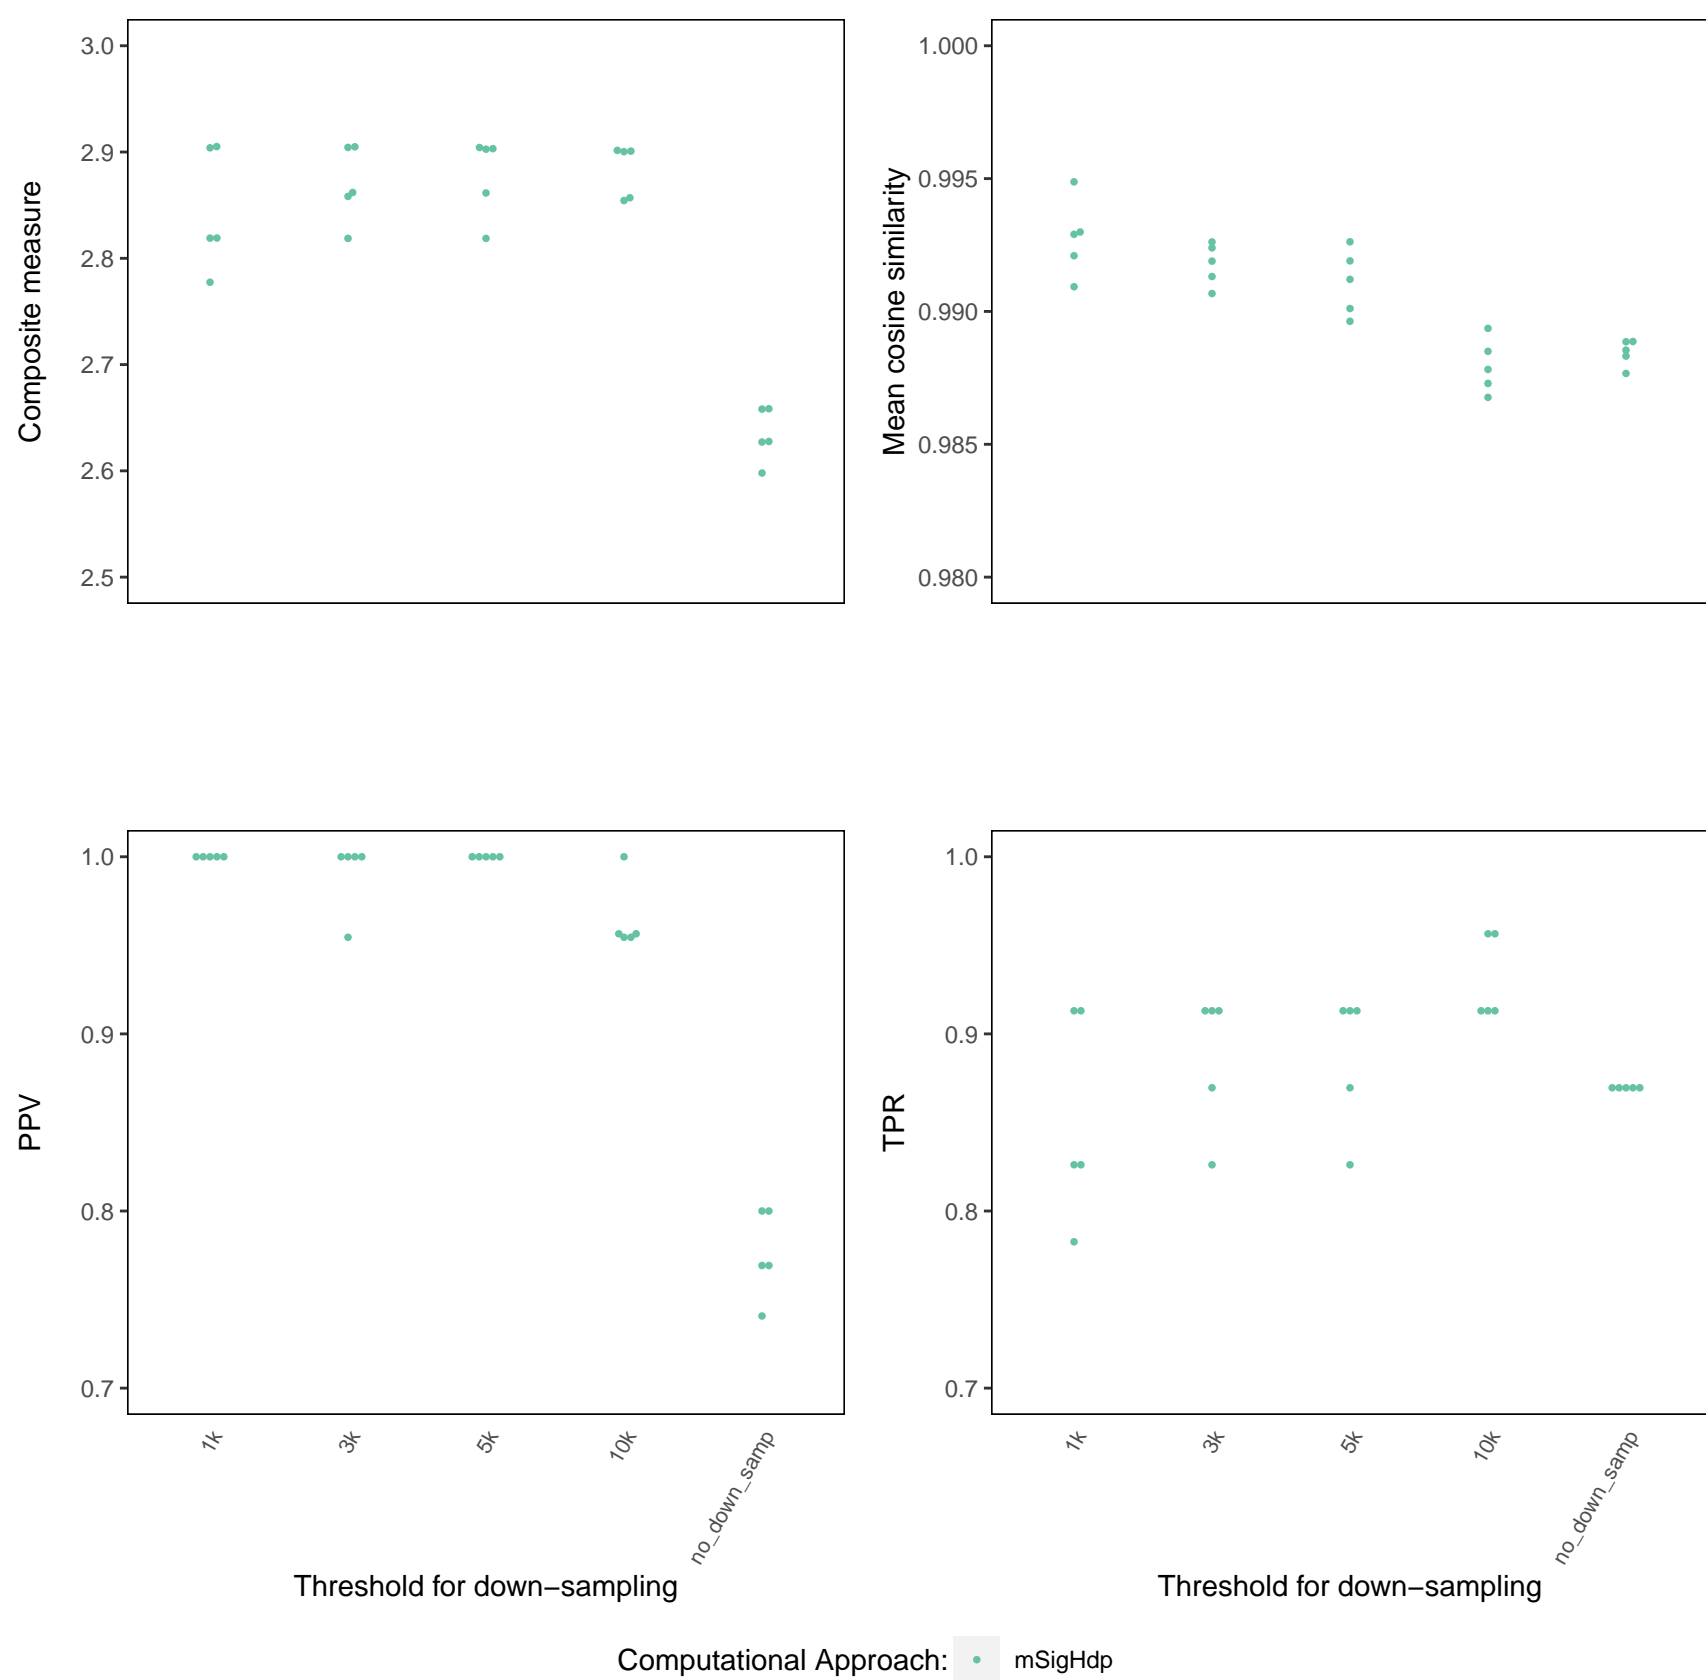 Composite measure
3.0
2.9
2.8
2.7
2.6
2.5
Mean cosine similarity
1.000
0.995
0.990
0.985
0.980
PPV
1.0
0.9
0.8
0.7
1k
3k
5k
10k
no_down_samp
Threshold for down−sampling
TPR
1.0
0.9
0.8
0.7
1k
3k
5k
10k
no_down_samp
Threshold for down−sampling
Computational Approach: mSigHdp